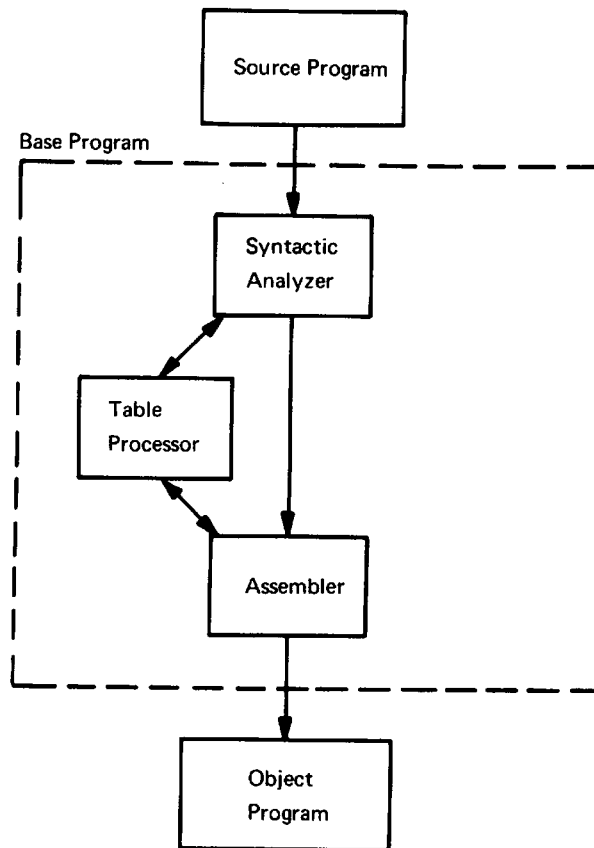 Source Program
Base Program
Syntactic
Analyzer
Table
Processor
Assembler
Object
Program